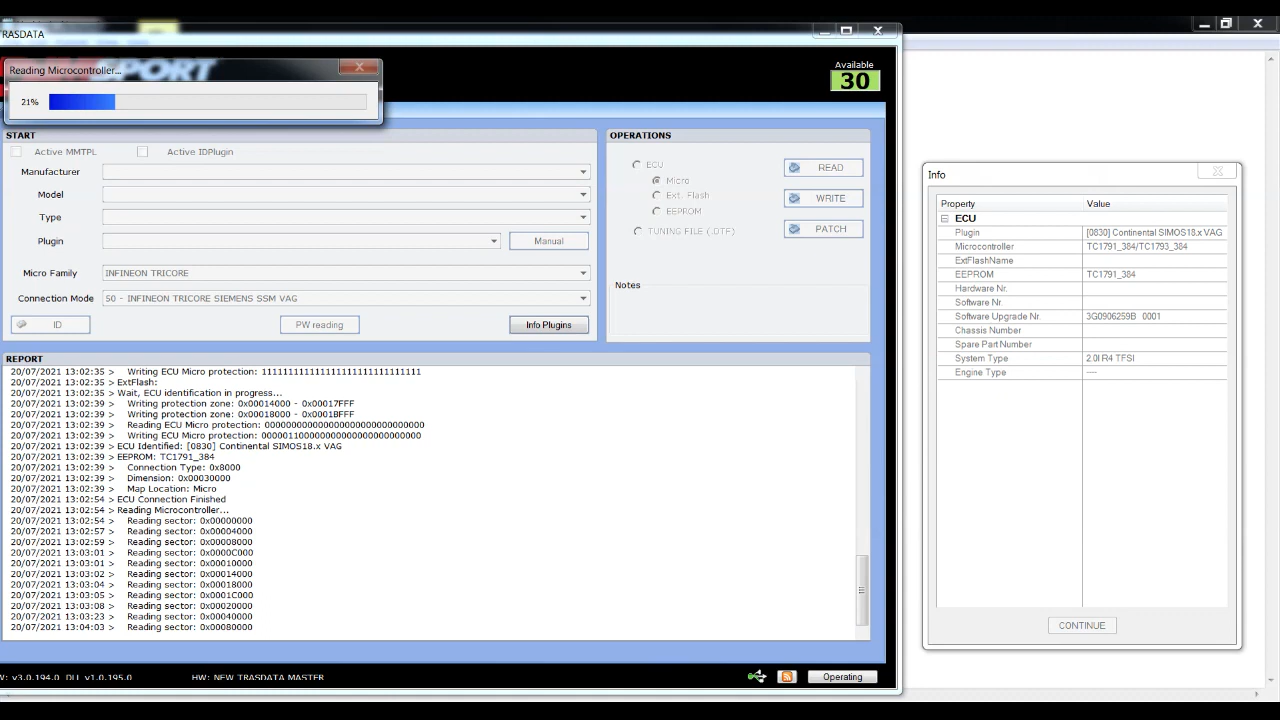 RASDATA
Reading Microcontroller...
PORT
Available
30
21%
START
Active MMTPL
Active IDPlugin
Manufacturer
Model
Type
Plugin
Manual
Micro Family
INFINEON TRICORE
Connection Mode
50 - INFINEON TRICORE SIEMENS SSM VAG
ID
PW reading
Info Plugins
OPERATIONS
ECU
READ
Micro
Ext. Flash
WRITE
EEPROM
TUNING FILE (.DTF)
PATCH
Notes
REPORT
20/07/2021 13:02:35 > Writing ECU Micro protection: 11111111111111111111111111111111
20/07/2021 13:02:35 > ExtFlash:
20/07/2021 13:02:35 > Wait, ECU identification in progress...
20/07/2021 13:02:39 > Writing protection zone: 0x00014000 - 0x00017FFF
20/07/2021 13:02:39 > Writing protection zone: 0x00018000 - 0x0001BFFF
20/07/2021 13:02:39 > Reading ECU Micro protection: 00000000000000000000000000000000
20/07/2021 13:02:39 > Writing ECU Micro protection: 00000110000000000000000000000000
20/07/2021 13:02:39 > ECU Identified: [0830] Continental SIMOS18.x VAG
20/07/2021 13:02:39 > EEPROM: TC1791_384
20/07/2021 13:02:39 > Connection Type: 0x8000
20/07/2021 13:02:39 > Dimension: 0x00030000
20/07/2021 13:02:39 > Map Location: Micro
20/07/2021 13:02:54 > ECU Connection Finished
20/07/2021 13:02:54 > Reading Microcontroller...
20/07/2021 13:02:54 > Reading sector: 0x00000000
20/07/2021 13:02:57 > Reading sector: 0x00004000
20/07/2021 13:02:59 > Reading sector: 0x00008000
20/07/2021 13:03:01 > Reading sector: 0x0000C000
20/07/2021 13:03:01 > Reading sector: 0x00010000
20/07/2021 13:03:02 > Reading sector: 0x00014000
20/07/2021 13:03:04 > Reading sector: 0x00018000
20/07/2021 13:03:05 > Reading sector: 0x0001C000
20/07/2021 13:03:08 > Reading sector: 0x00020000
20/07/2021 13:03:23 > Reading sector: 0x00040000
20/07/2021 13:04:03 > Reading sector: 0x00080000
W: v3.0.194.0 DLL v1.0.195.0
HW: NEW TRASDATA MASTER
Operating
Info
Property Value
ECU
Plugin [0830] Continental SIMOS18.x VAG
Microcontroller TC1791_384/TC1793_384
ExtFlashName
EEPROM TC1791_384
Hardware Nr.
Software Nr.
Software Upgrade Nr. 3G0906259B 0001
Chassis Number
Spare Part Number
System Type 2.0l R4 TFSI
Engine Type ----
CONTINUE